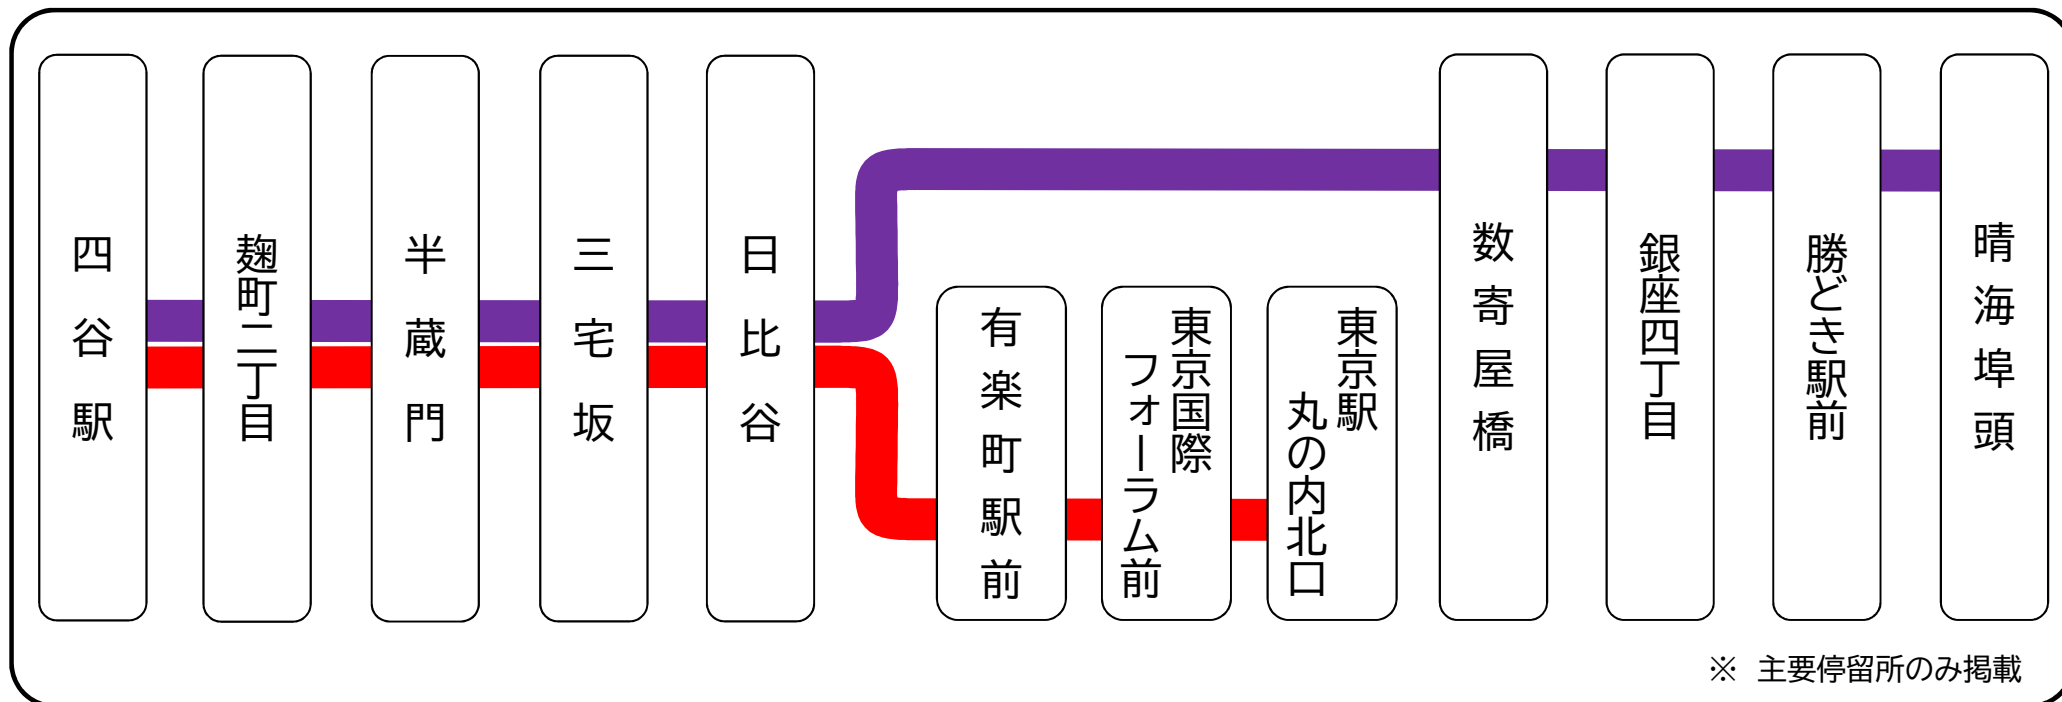 四谷駅
麹町二丁目
半蔵門
三宅坂
日比谷
有楽町駅前
東京国際
フォーラム前
東京駅
丸の内北口
数寄屋橋
銀座四丁目
勝どき駅前
晴海埠頭
※ 主要停留所のみ掲載